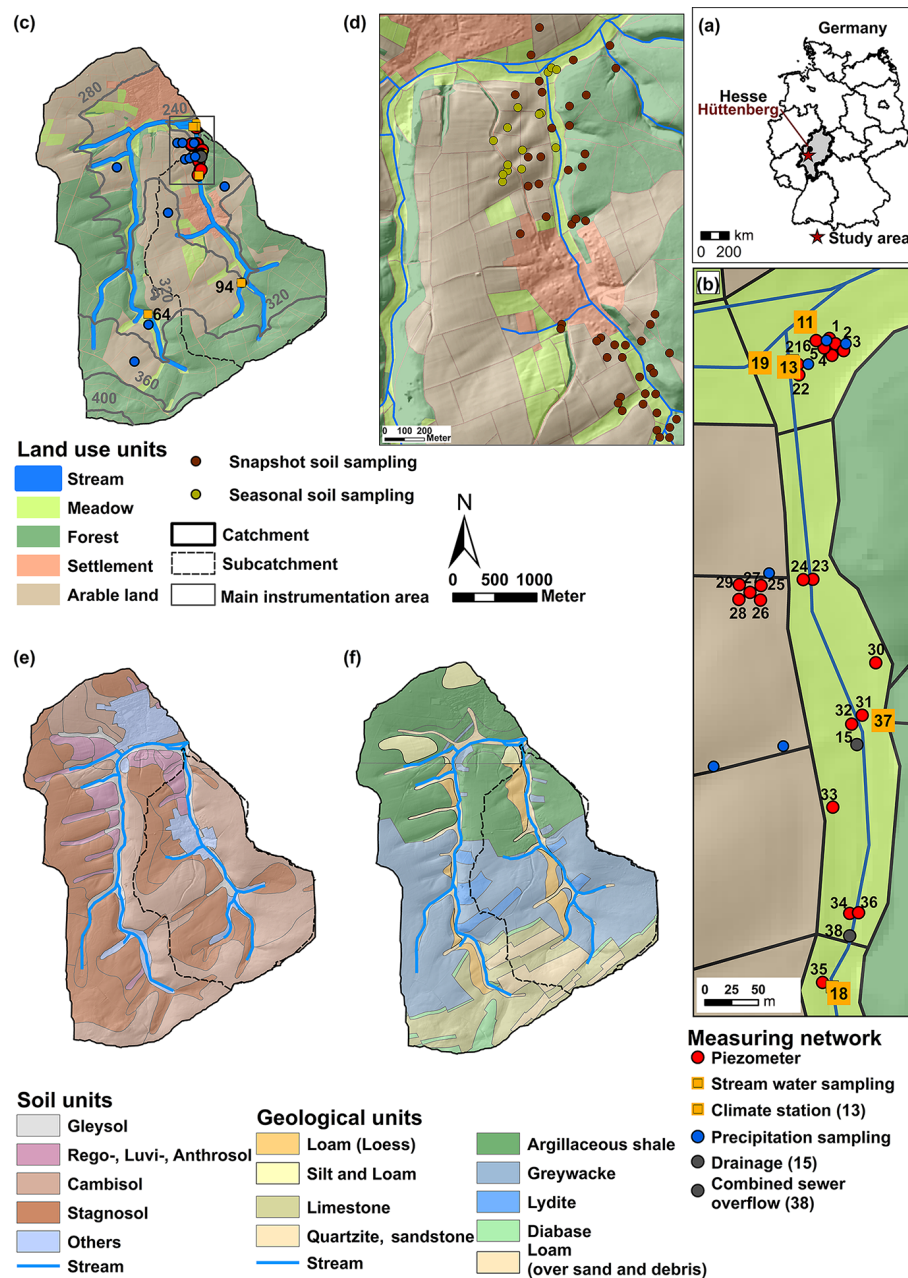 (c)
280
240
320
320
94
64
360
400
(d)
0 100 200
Meter
(a)
Germany
Hesse
Hüttenberg
km
0 200
Study area
(b)
11
1
2
3
216
5
4
19
13
22
24 23
29
27
25
28
26
30
31
32
37
15
33
34
36
38
35
18
0 25 50
m
Land use units
Stream
Meadow
Forest
Settlement
Arable land
Snapshot soil sampling
Seasonal soil sampling
Catchment
Subcatchment
Main instrumentation area
N
0 500 1000
Meter
(e)
(f)
Soil units
Gleysol
Rego-, Luvi-, Anthrosol
Cambisol
Stagnosol
Others
Stream
Geological units
Loam (Loess)
Silt and Loam
Limestone
Quartzite, sandstone
Stream
Argillaceous shale
Greywacke
Lydite
Diabase
Loam
(over sand and debris)
Measuring network
Piezometer
Stream water sampling
Climate station (13)
Precipitation sampling
Drainage (15)
Combined sewer
overflow (38)